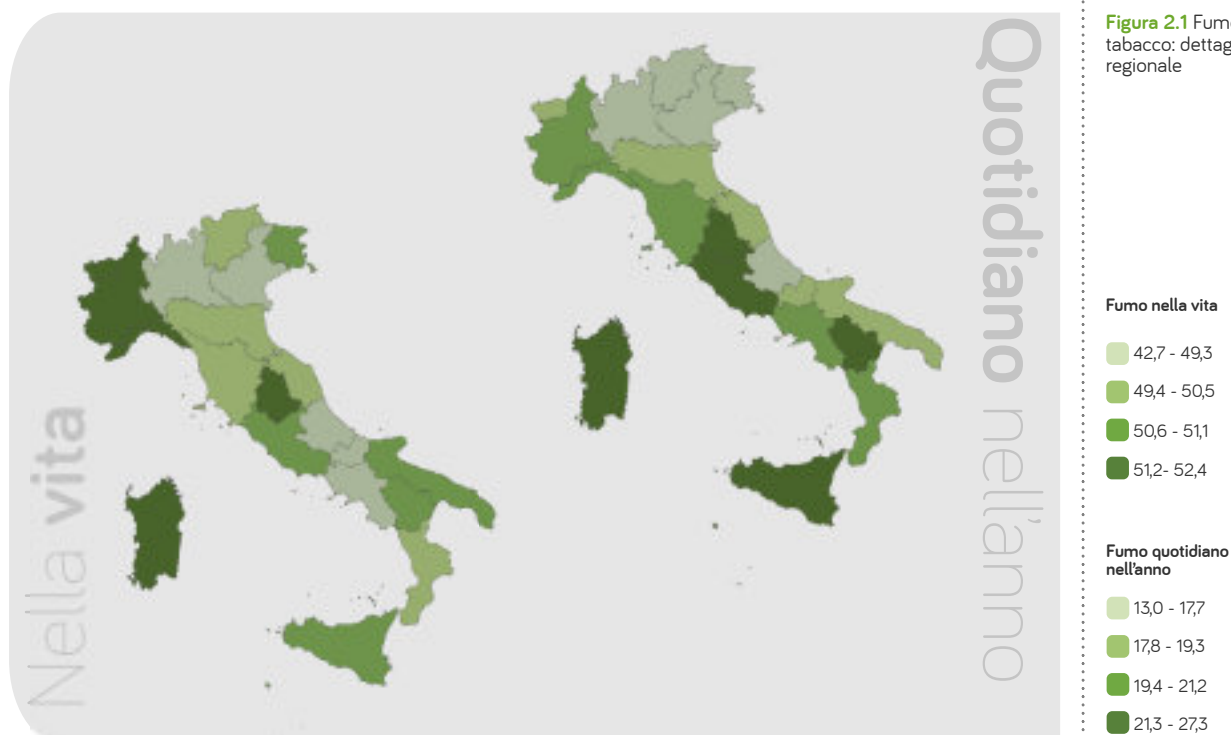 Nella vita
Quotidiano nell'anno
Figura 2.1
tabacco:
regionale
Fumo nella vita
42,7 - 49,3
49,4 - 50,5
50,6 - 51,1
51,2- 52,4
Fumo quotidiano
nell'anno
13,0 - 17,7
17,8 - 19,3
19,4 - 21,2
21,3 - 27,3